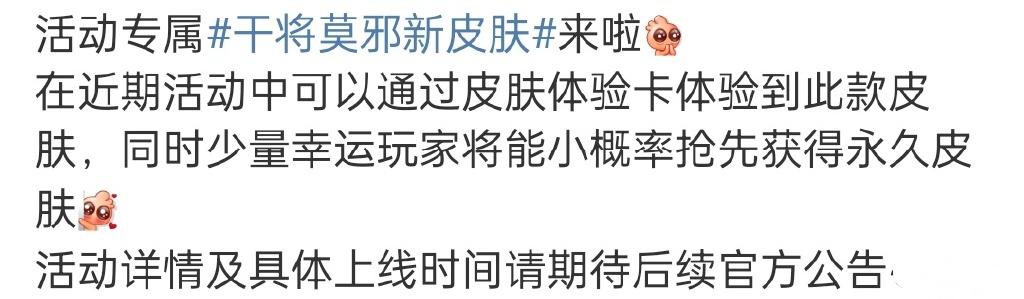 活动专属#干将莫邪新皮肤#来啦
在近期活动中可以通过皮肤体验卡体验到此款皮
肤，同时少量幸运玩家将能小概率抢先获得永久皮
肤
活动详情及具体上线时间请期待后续官方公告~